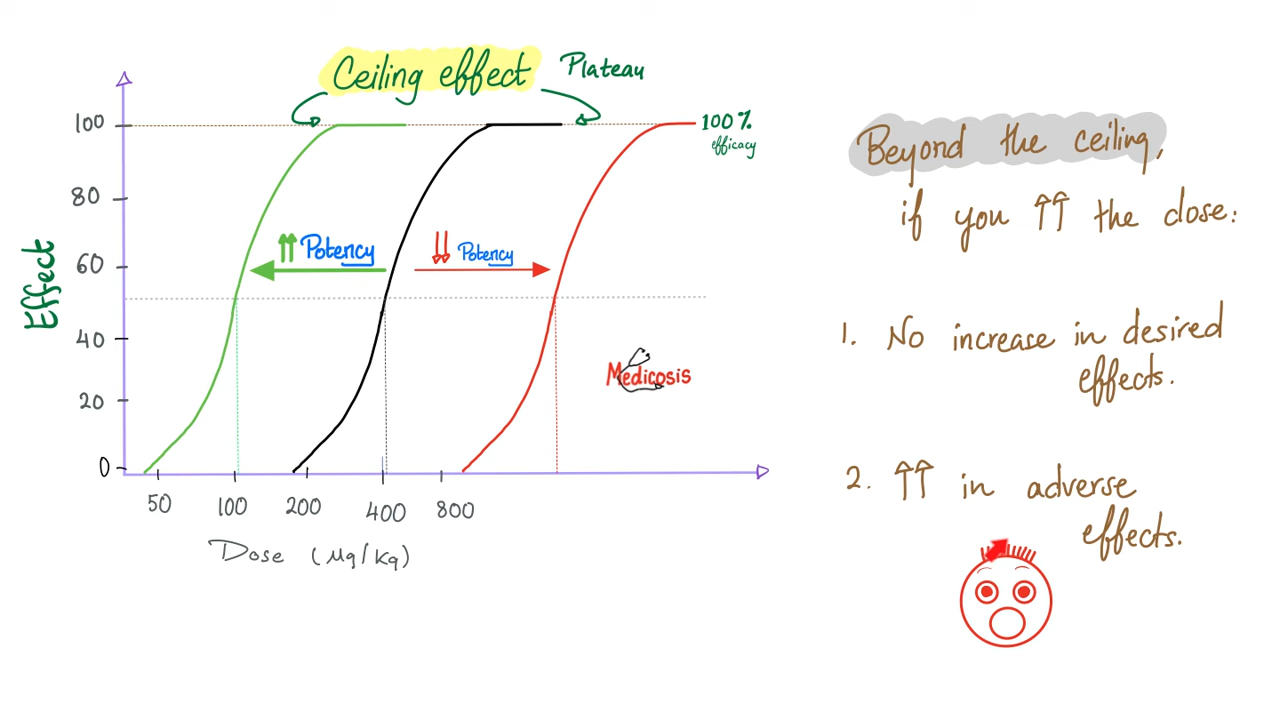 Ceiling effect
Plateau
100
100%
efficacy
80
60
40
20
0
Effect
⇈ Potency
⇊ Potency
Medicosis
50 100 200 400 800
Dose (μg/kg)
Beyond the ceiling,
if you ⇈ the dose:
1. No increase in desired
effects.
2. ⇈ in adverse
effects.